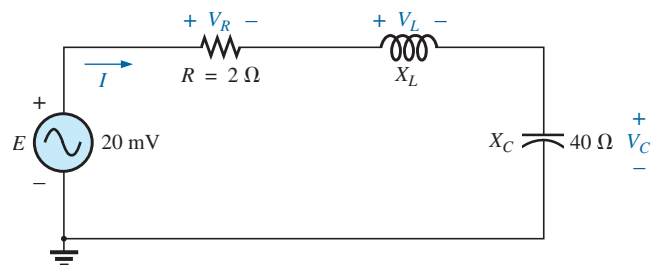 + V_R −
+ V_L −
I
R = 2 Ω
X_L
+
E
20 mV
−
X_C
40 Ω
+
V_C
−